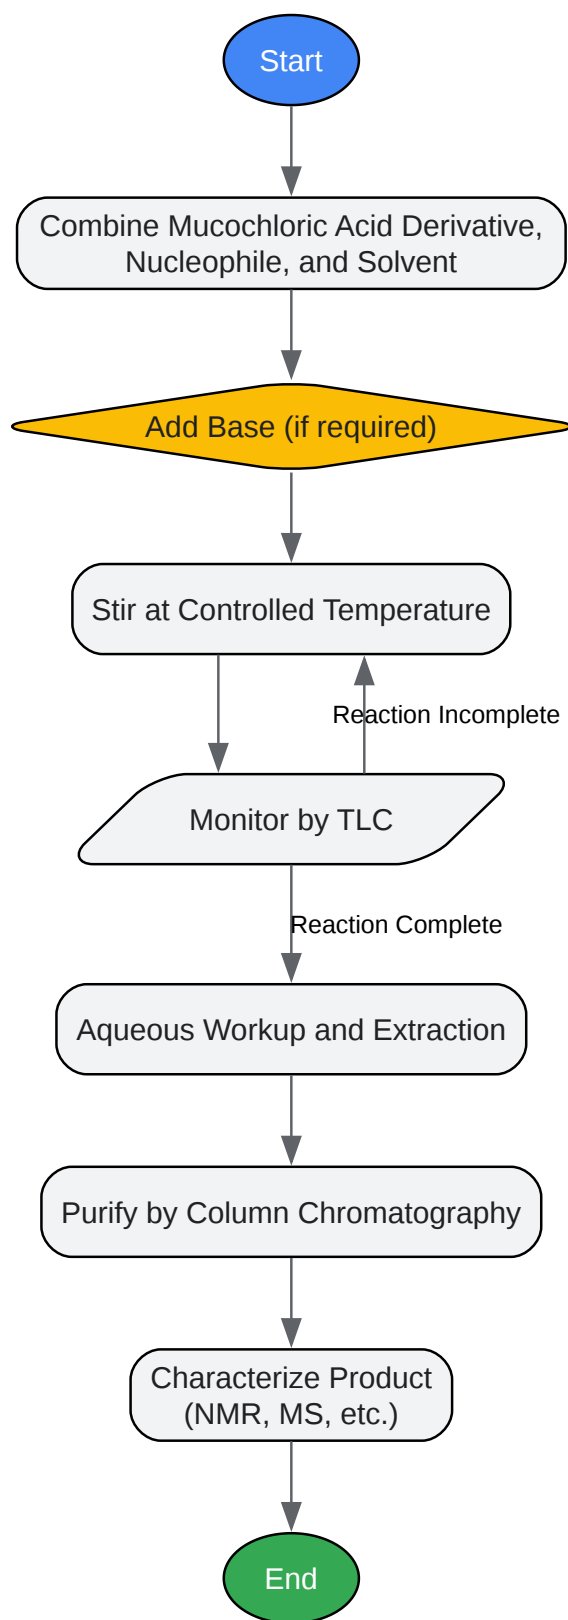 Start
Combine Mucochloric Acid Derivative,
Nucleophile, and Solvent
Add Base (if required)
Stir at Controlled Temperature
Reaction Incomplete
Monitor by TLC
Reaction Complete
Aqueous Workup and Extraction
Purify by Column Chromatography
Characterize Product
(NMR, MS, etc.)
End